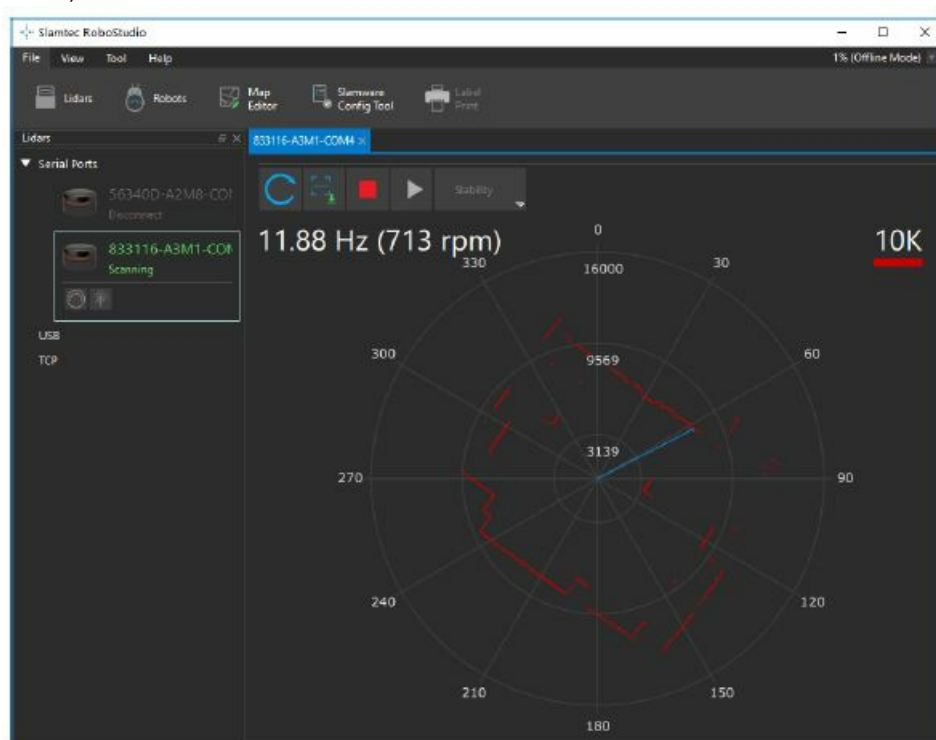 Slamtec RoboStudio
File View Tool Help
1% (Offline Mode)
Lidars
Robots
Map Editor
Slamware Config Tool
Label Print
Lidars
833116-A3M1-COM4
Serial Ports
56340D-A2M8-CO
Disconnect
833116-A3M1-COM
Scanning
USB
TCP
Stability
11.88 Hz (713 rpm)
10K
0
16000
330
30
300
9569
60
3139
270
90
240
120
210
150
180